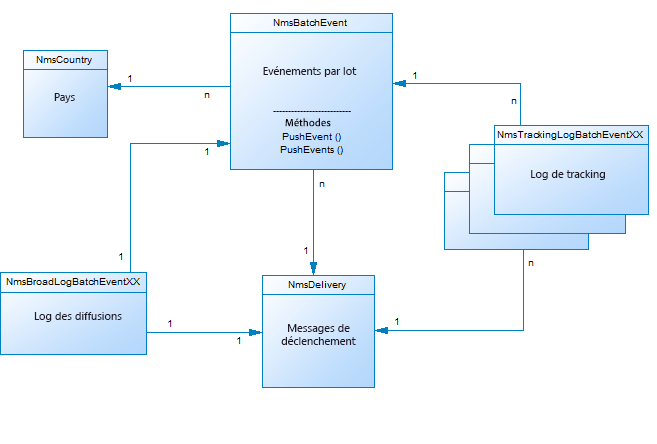 NmsBatchEvent
Evénements par lot
--------------------------
Méthodes
PushEvent ()
PushEvents ()
NmsCountry
Pays
1
n
1
n
NmsTrackingLogBatchEventXX
Log de tracking
1
1
n
1
n
1
NmsBroadLogBatchEventXX
Log des diffusions
1
1
NmsDelivery
Messages de
déclenchement